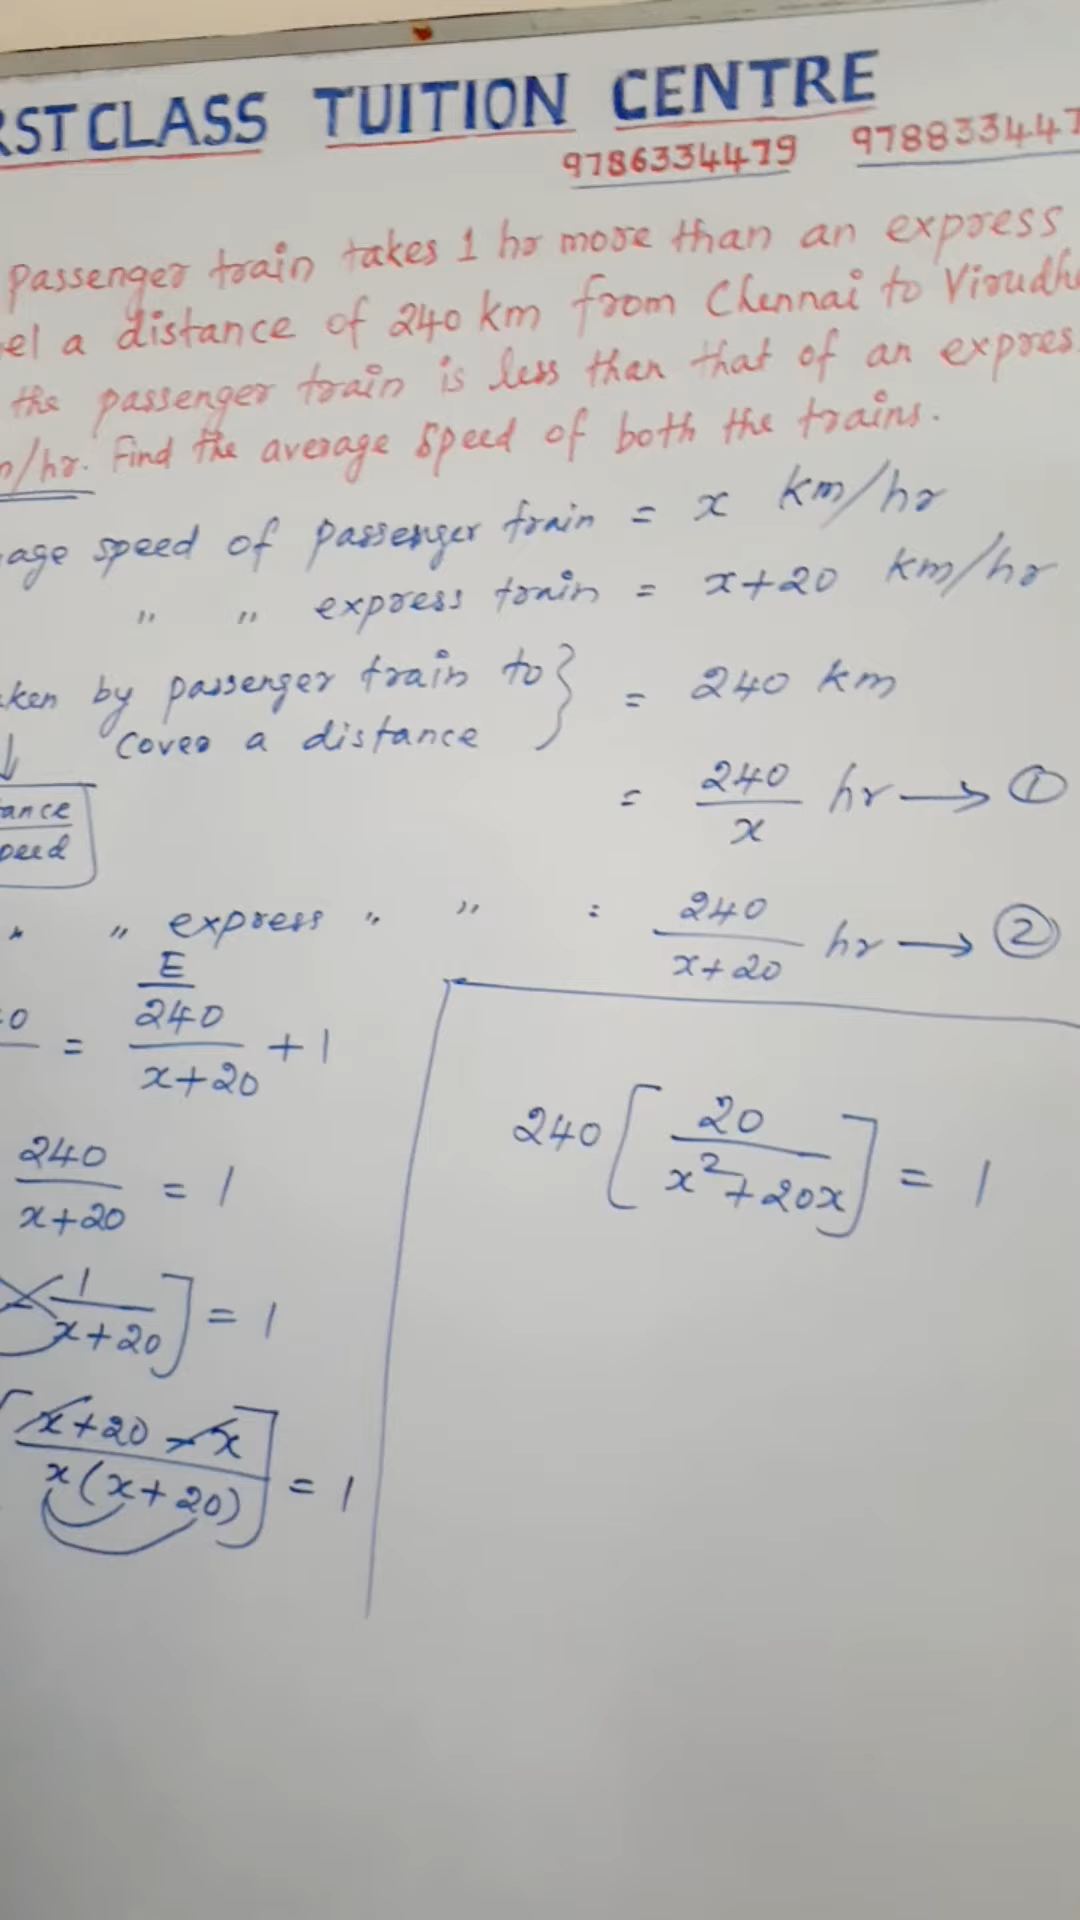 RST CLASS TUITION CENTRE
9786334479 978833447
passenger train takes 1 hr more than an express
el a distance of 240 km from Chennai to Virudhu
the passenger train is less than that of an expres
/hr. Find the average speed of both the trains.
age speed of passenger train = x km/hr
" " express train = x+20 km/hr
ken by passenger train to } = 240 km
cover a distance
= 240/x hr → ①
ance
peed
" " express " " : 240/x+20 hr → ②
E
0 = 240/x+20 + 1
240/x+20 = 1
1/x+20 ] = 1
[ x+20 - x / x(x+20) ] = 1
240 [ 20 / x²+20x ] = 1